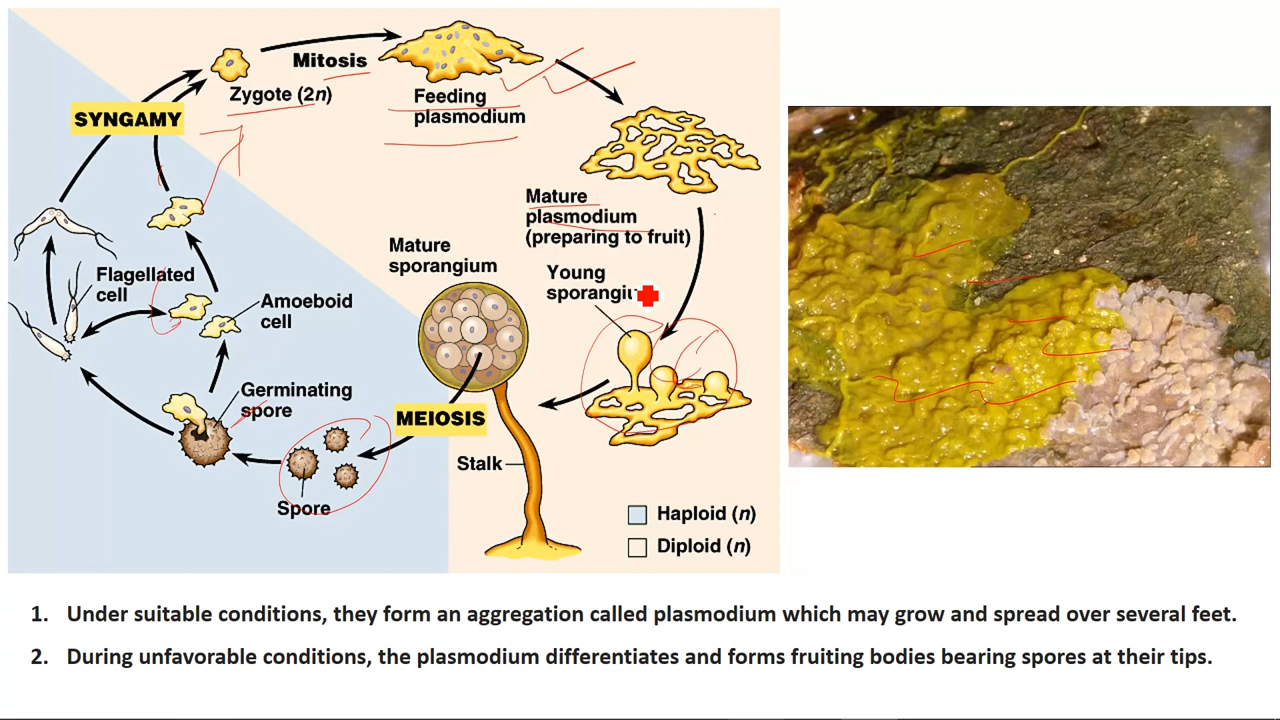 Mitosis
Zygote (2n)
Feeding
plasmodium
SYNGAMY
Mature
plasmodium
(preparing to fruit)
Mature
sporangium
Young
Flagellated
cell
Amoeboid
cell
Germinating
spore
MEIOSIS
Stalk
Spore
Haploid (n)
Diploid (n)
1. Under suitable conditions, they form an aggregation called plasmodium which may grow and spread over several feet.
2. During unfavorable conditions, the plasmodium differentiates and forms fruiting bodies bearing spores at their tips.